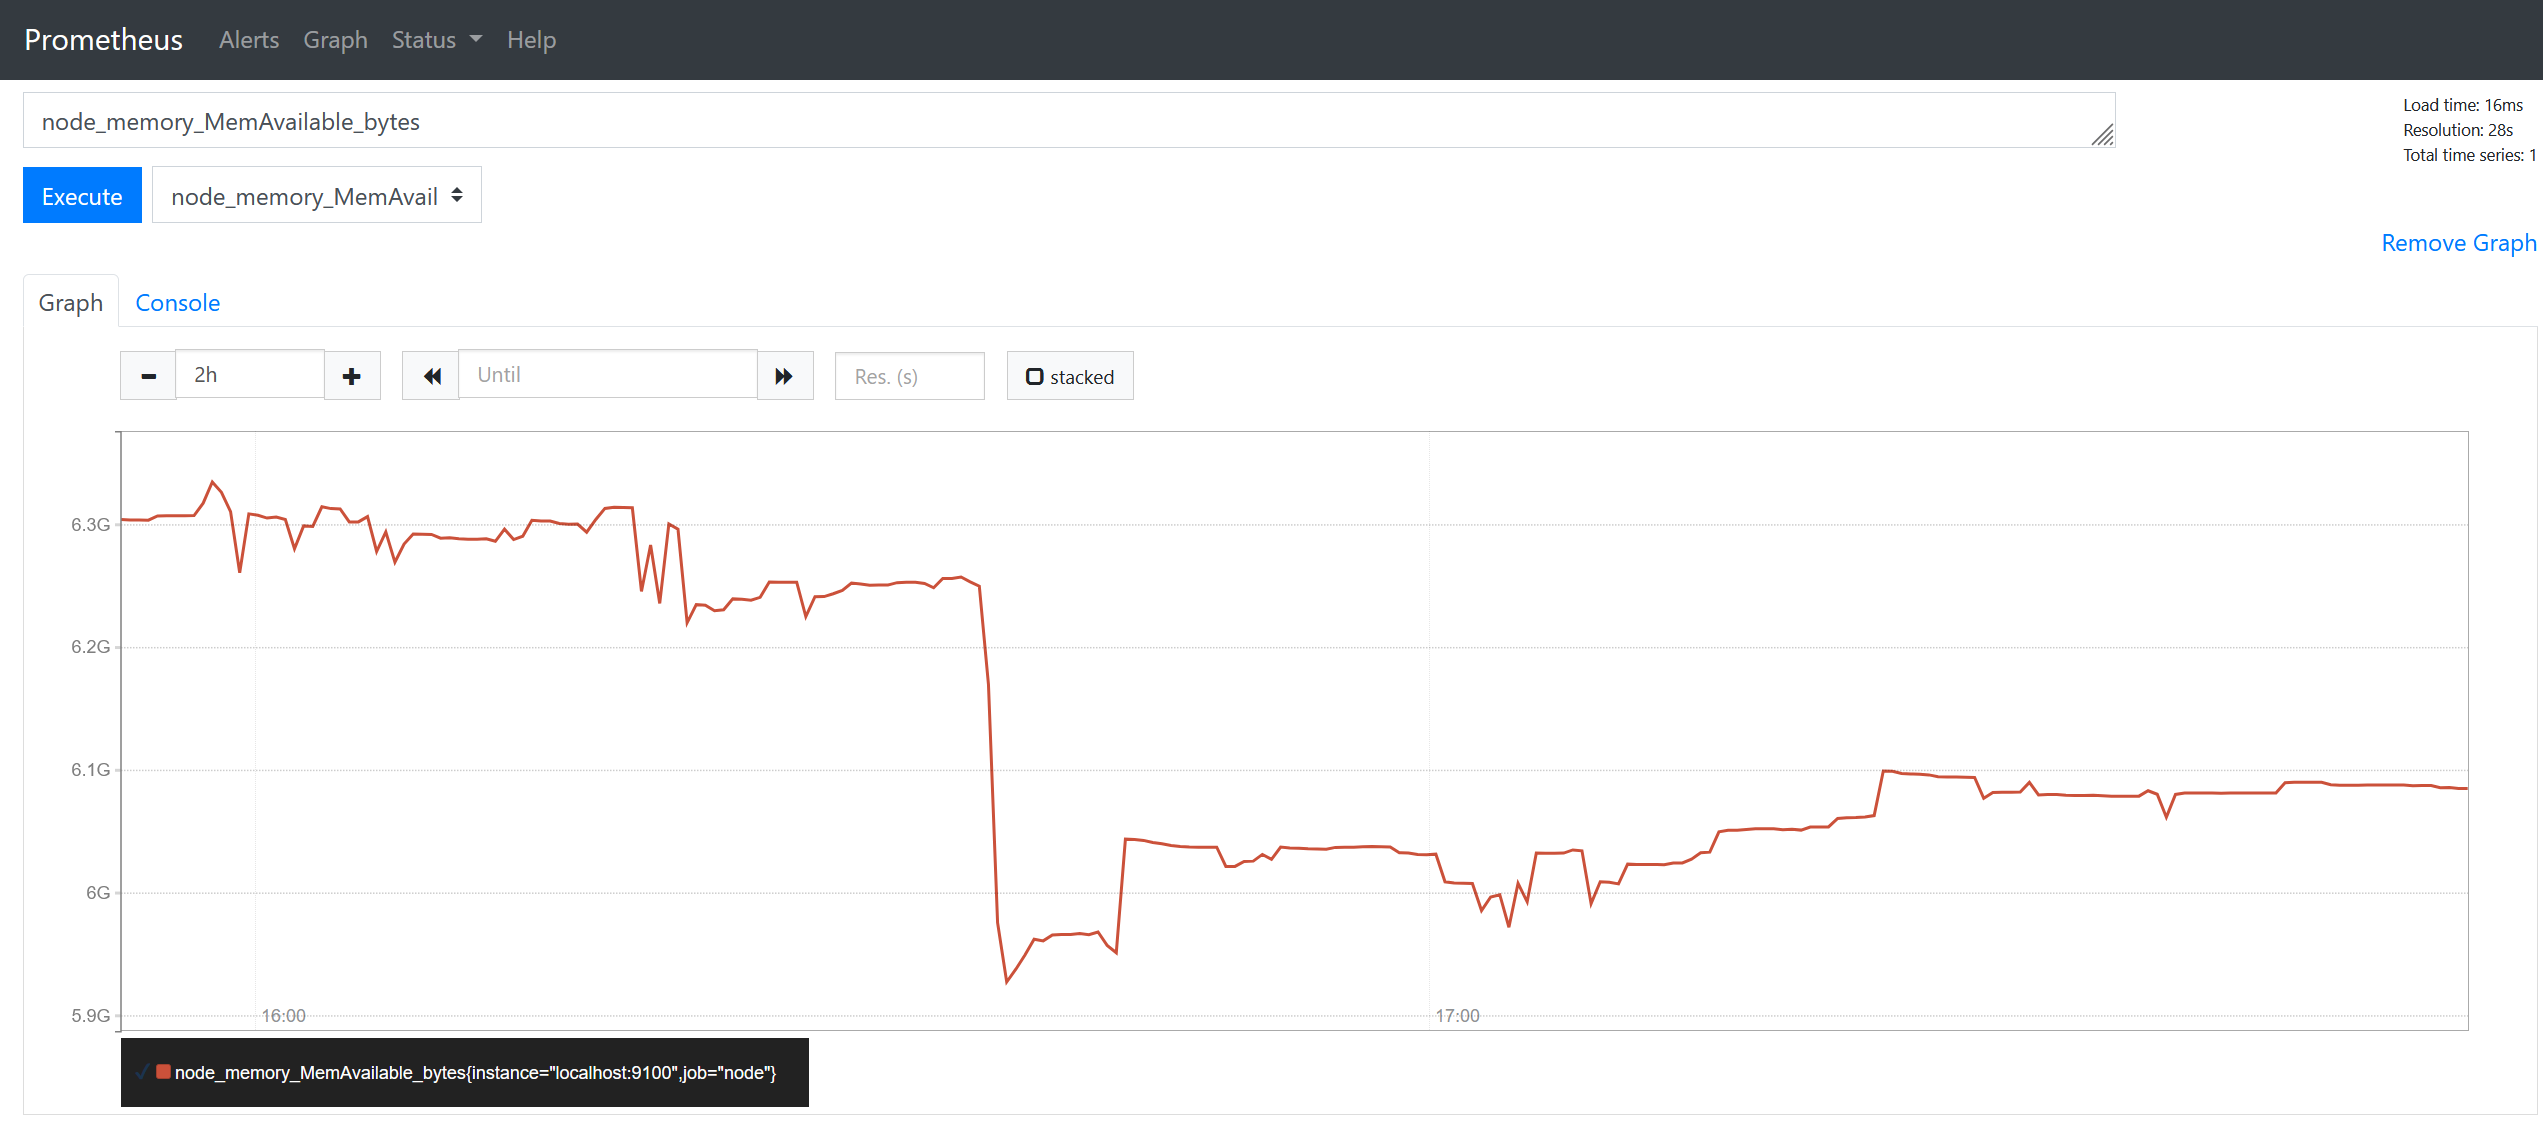 Prometheus Alerts Graph Status Help
node_memory_MemAvailable_bytes
Load time: 16ms
Resolution: 28s
Total time series: 1
Execute node_memory_MemAvail
Remove Graph
Graph Console
2h Until Res. (s) stacked
6.3G
6.2G
6.1G
6G
5.9G
16:00 17:00
node_memory_MemAvailable_bytes{instance="localhost:9100",job="node"}